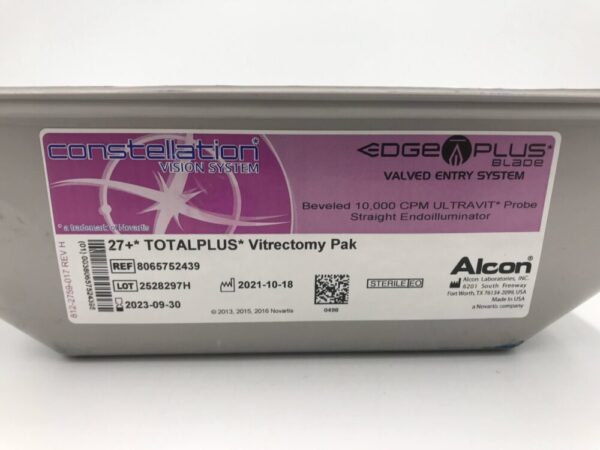 constellation*
VISION SYSTEM
* a trademark of Novartis
EDGE PLUS*
BLADE
VALVED ENTRY SYSTEM
Beveled 10,000 CPM ULTRAVIT* Probe
Straight Endoilluminator
812-2759-017 REV H
27+* TOTALPLUS* Vitrectomy Pak
REF 8065752439
LOT 2528297H
2021-10-18
2023-09-30
STERILE EO
© 2013, 2015, 2016 Novartis
0498
Alcon®
Alcon Laboratories, INC.
6201 South Freeway
Fort Worth, TX 76134-2099, USA
Made In USA
a Novartis company